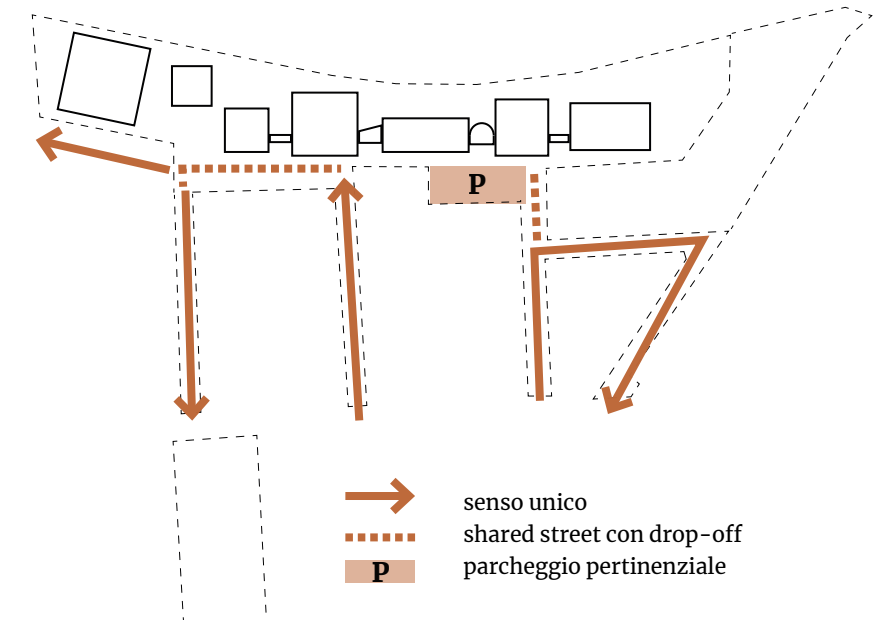 P
senso unico
shared street con drop-off
P
parcheggio pertinenziale